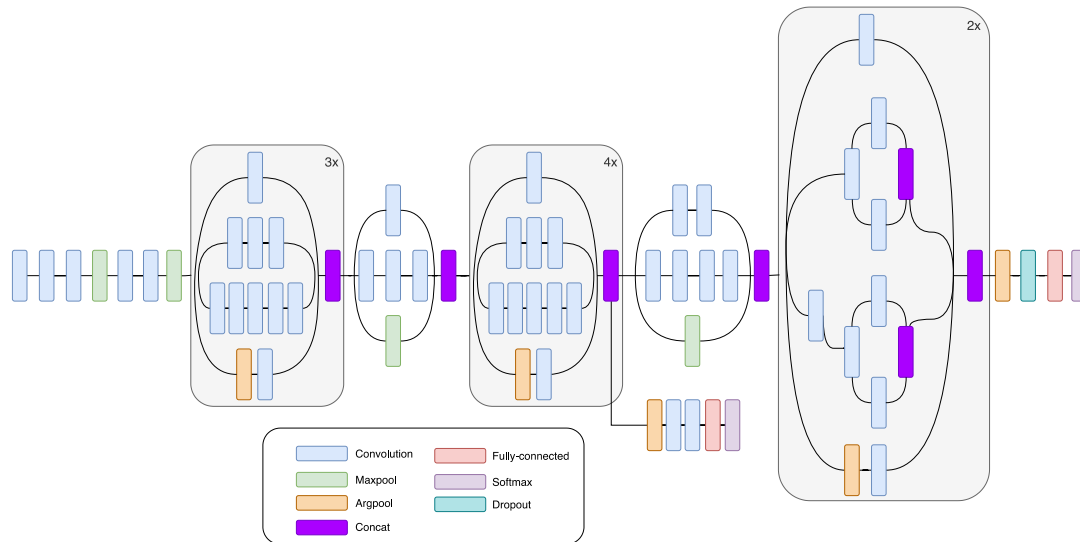 2x
3x
4x
Convolution
Fully-connected
Maxpool
Softmax
Argpool
Dropout
Concat